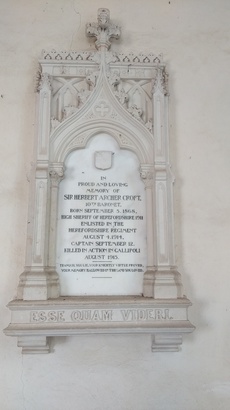 IN
PROUD AND LOVING
MEMORY OF
SIR HERBERT ARCHER CROFT,
10TH BARONET.
BORN SEPTEMBER 5, 1868,
HIGH SHERIFF OF HEREFORDSHIRE 1911
ENLISTED IN THE
HEREFORDSHIRE REGIMENT
AUGUST 4, 1914,
CAPTAIN SEPTEMBER 12,
KILLED IN ACTION IN GALLIPOLI
AUGUST 1915.
ESSE QUAM VIDERI.